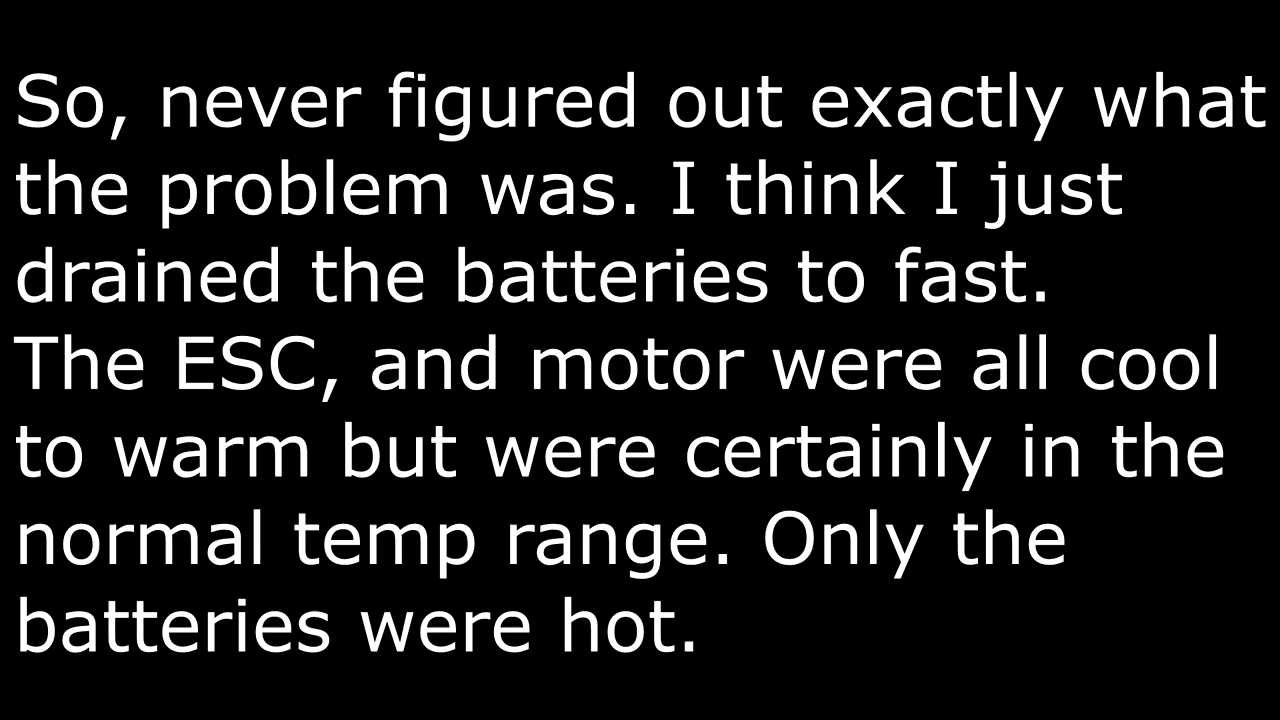 So, never figured out exactly what
the problem was. I think I just
drained the batteries to fast.
The ESC, and motor were all cool
to warm but were certainly in the
normal temp range. Only the
batteries were hot.